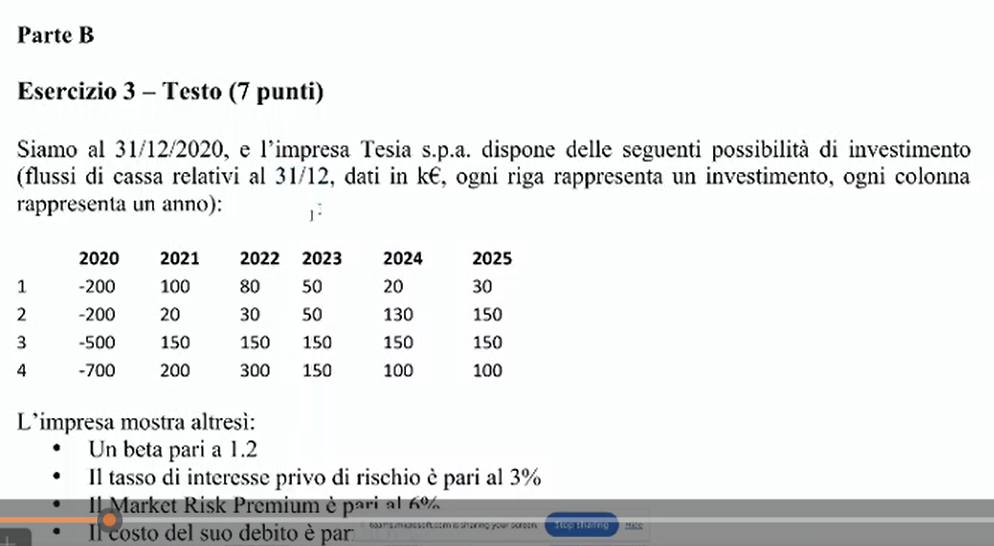 Parte B
Esercizio 3 – Testo (7 punti)
Siamo al 31/12/2020, e l'impresa Tesia s.p.a. dispone delle seguenti possibilità di investimento
(flussi di cassa relativi al 31/12, dati in k€, ogni riga rappresenta un investimento, ogni colonna
rappresenta un anno):
2020 2021 2022 2023 2024 2025
1 -200 100 80 50 20 30
2 -200 20 30 50 130 150
3 -500 150 150 150 150 150
4 -700 200 300 150 100 100
L'impresa mostra altresì:
• Un beta pari a 1.2
• Il tasso di interesse privo di rischio è pari al 3%
• Il Market Risk Premium è pari al 6%
• Il costo del suo debito è par
teams.microsoft.com is sharing your screen. Stop sharing Hide